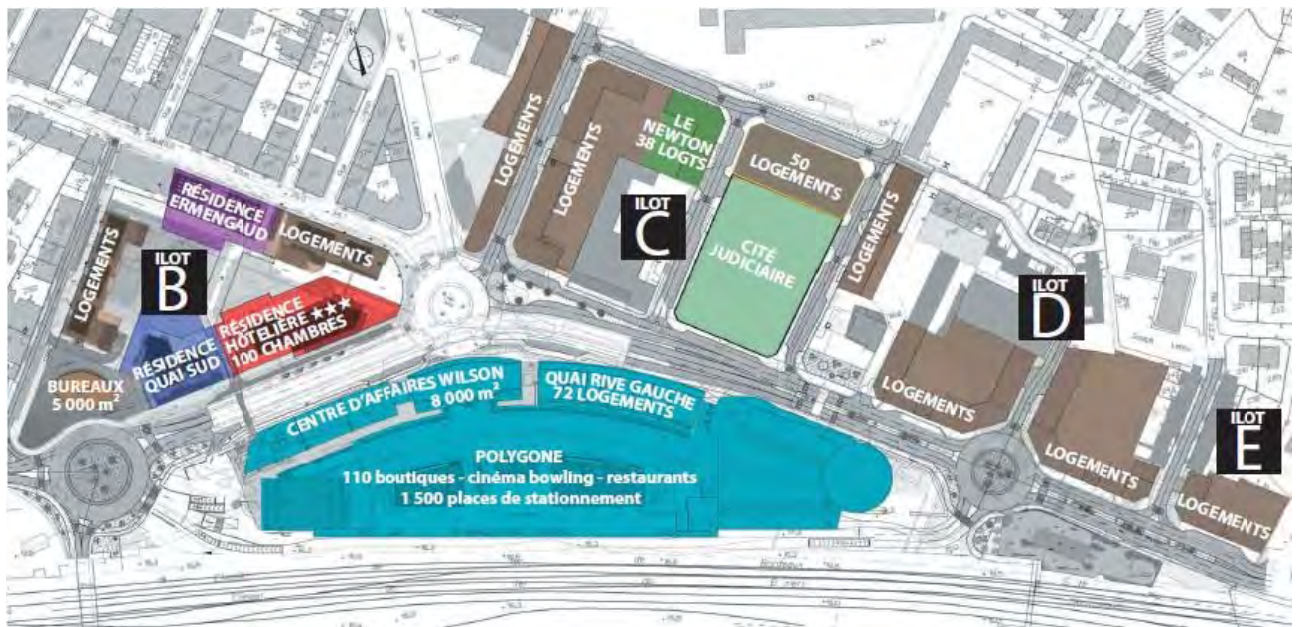 LOGEMENTS
RÉSIDENCE
ERMENGAUD
LOGEMENTS
ILOT
B
RÉSIDENCE
HÔTELIÈRE ★★★
100 CHAMBRES
RÉSIDENCE
QUAI SUD
BUREAUX
5 000 m²
LOGEMENTS
LOGEMENTS
LE
NEWTON
38 LOGTS
ILOT
C
50
LOGEMENTS
CITÉ
JUDICIAIRE
LOGEMENTS
ILOT
D
LOGEMENTS
LOGEMENTS
ILOT
E
LOGEMENTS
CENTRE D'AFFAIRES WILSON
8 000 m²
QUAI RIVE GAUCHE
72 LOGEMENTS
POLYGONE
110 boutiques - cinéma bowling - restaurants
1 500 places de stationnement
Bordeaux